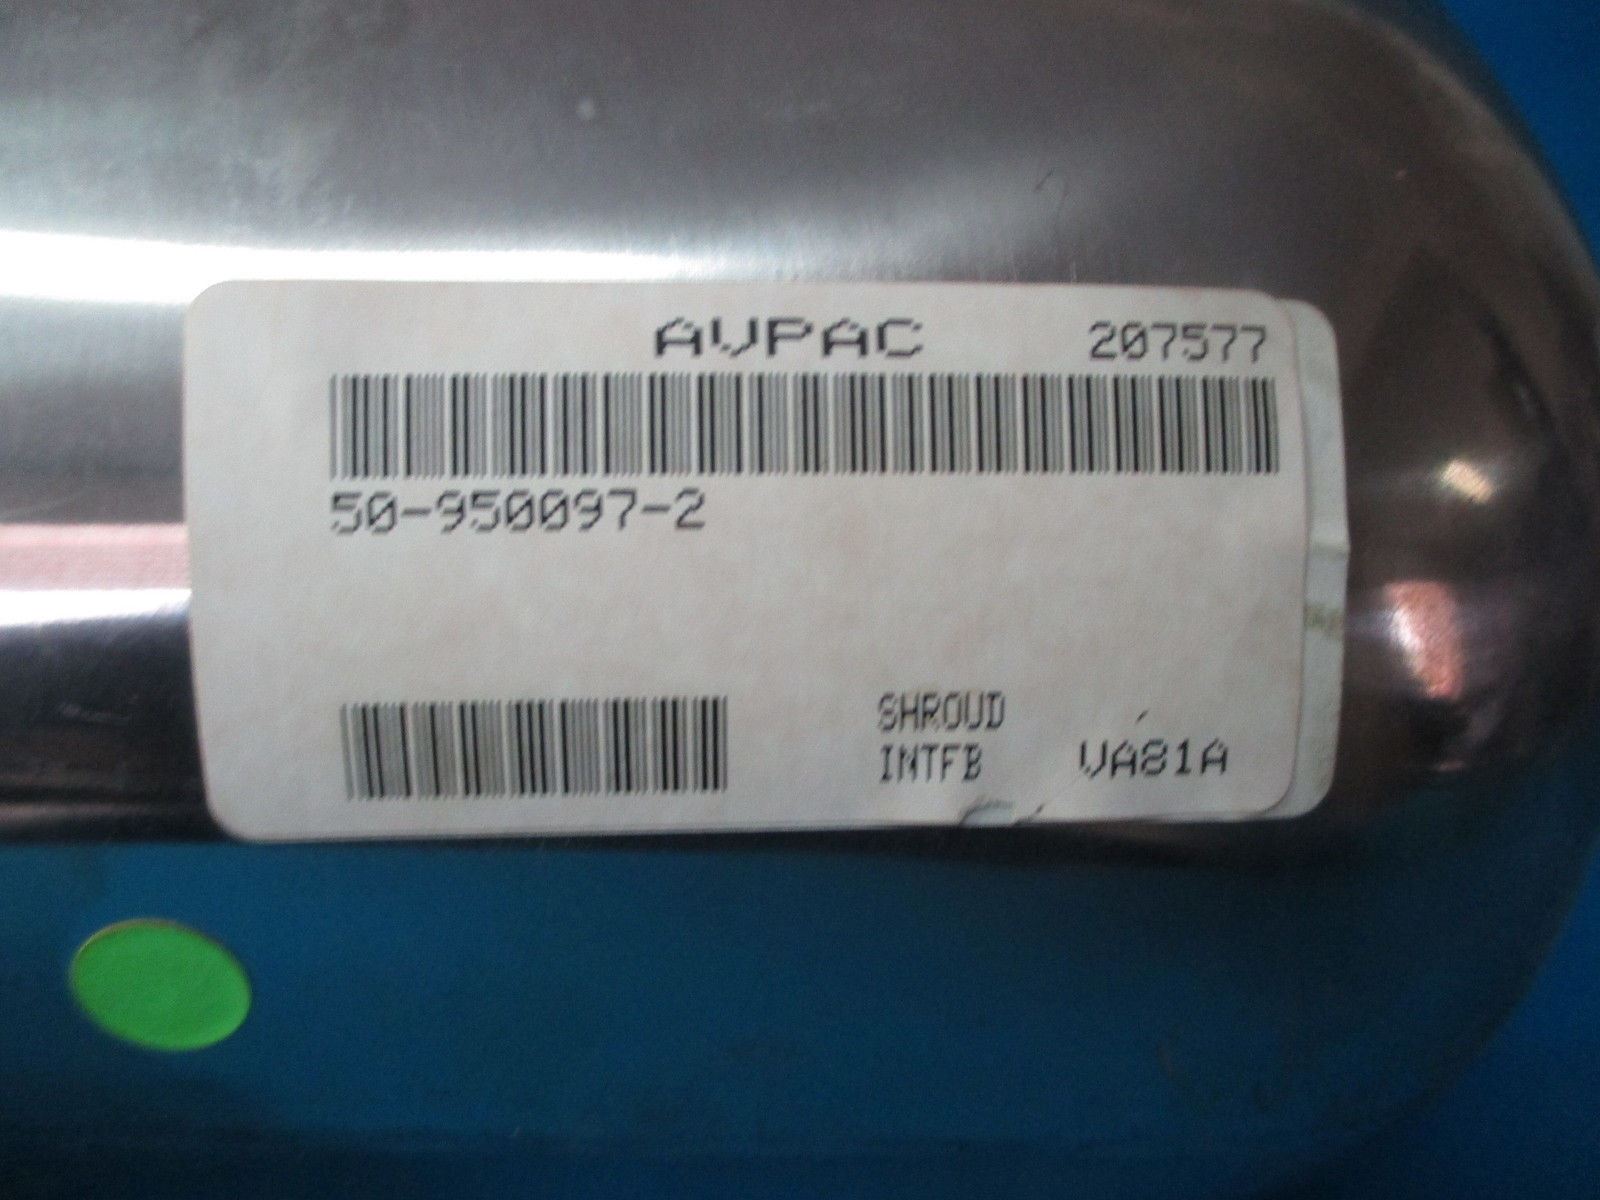 AVPAC 207577
50-950097-2
SHROUD
INTFB VA81A